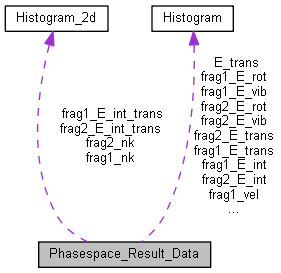 Histogram_2d
Histogram
frag1_E_int_trans
frag2_E_int_trans
frag2_nk
frag1_nk
E_trans
frag1_E_rot
frag1_E_vib
frag2_E_rot
frag2_E_vib
frag2_E_trans
frag1_E_trans
frag1_E_int
frag2_E_int
frag1_vel
...
Phasespace_Result_Data